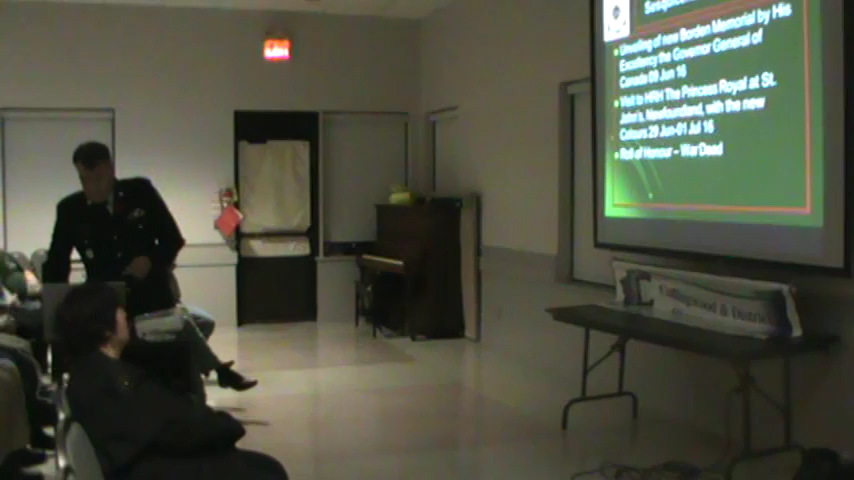 Unveiling of new Borden Memorial by His
Excellency the Governor General of
Canada 09 Jun 16
Visit to HRH The Princess Royal at St.
John's, Newfoundland, with the new
Colours 29 Jun-01 Jul 16
Roll of Honour – War Dead
Collingwood & District